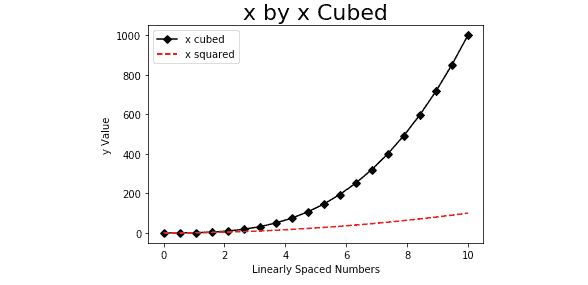 x by x Cubed
x cubed
x squared
1000
800
600
400
200
0
y Value
0 2 4 6 8 10
Linearly Spaced Numbers